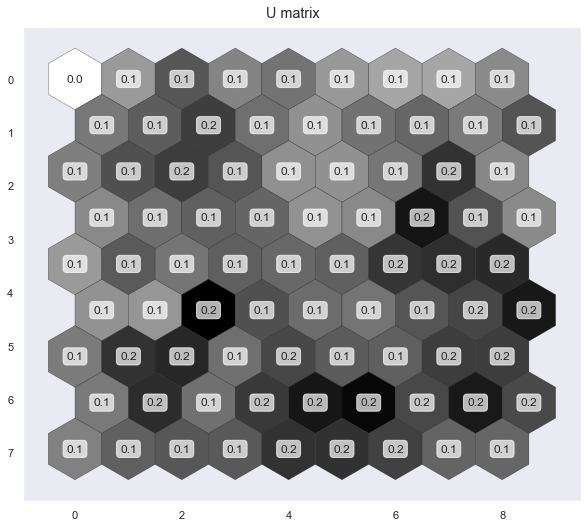 U matrix
0 0.0 0.1 0.1 0.1 0.1 0.1 0.1 0.1 0.1
0.1 0.1 0.2 0.1 0.1 0.1 0.1 0.1 0.1
1
0.1 0.1 0.2 0.1 0.1 0.1 0.1 0.2 0.1
2
0.1 0.1 0.1 0.1 0.1 0.1 0.2 0.1 0.1
3
0.1 0.1 0.1 0.1 0.1 0.1 0.2 0.2 0.2
4
0.1 0.1 0.2 0.1 0.1 0.1 0.1 0.1 0.2
5
0.1 0.2 0.2 0.1 0.2 0.1 0.1 0.2 0.2
6
0.1 0.2 0.1 0.2 0.2 0.2 0.2 0.2 0.2
7 0.1 0.1 0.1 0.1 0.2 0.2 0.2 0.1 0.1
0 2 4 6 8